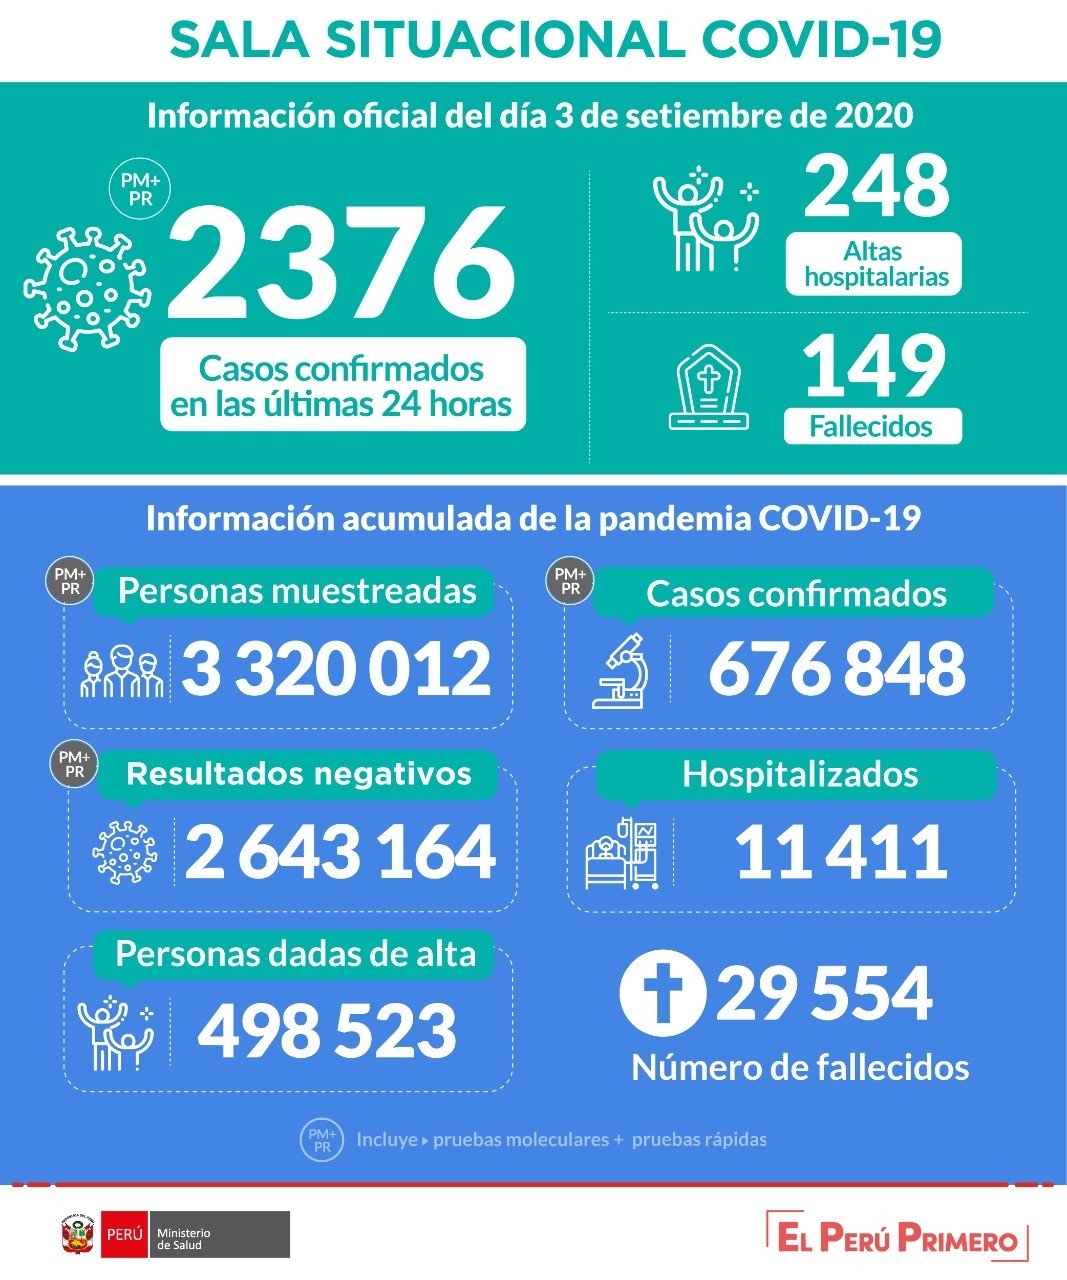 SALA SITUACIONAL COVID-19
Información oficial del día 3 de setiembre de 2020
PM+
PR
2376
Casos confirmados
en las últimas 24 horas
248
Altas
hospitalarias
149
Fallecidos
Información acumulada de la pandemia COVID-19
PM+
PR
Personas muestreadas
3 320 012
PM+
PR
Casos confirmados
676 848
PM+
PR
Resultados negativos
2 643 164
Hospitalizados
11 411
Personas dadas de alta
498 523
29 554
Número de fallecidos
PM+
PR
Incluye ▸ pruebas moleculares + pruebas rápidas
PERÚ
Ministerio
de Salud
EL PERÚ PRIMERO